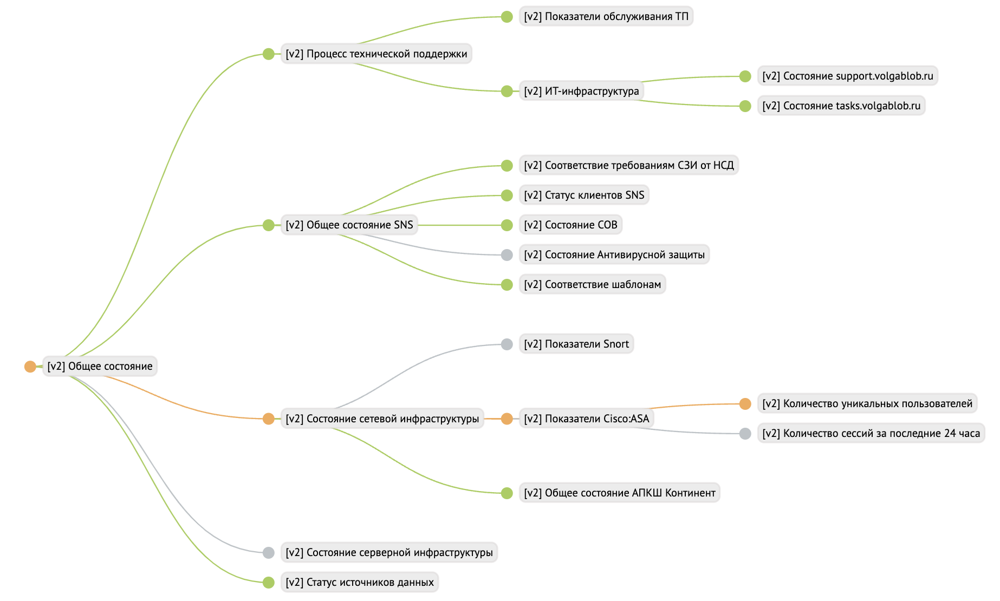 [v2] Показатели обслуживания ТП
[v2] Процесс технической поддержки
[v2] Состояние support.volgablob.ru
[v2] ИТ-инфраструктура
[v2] Состояние tasks.volgablob.ru
[v2] Соответствие требованиям СЗИ от НСД
[v2] Статус клиентов SNS
[v2] Общее состояние SNS
[v2] Состояние СОВ
[v2] Состояние Антивирусной защиты
[v2] Соответствие шаблонам
[v2] Показатели Snort
[v2] Общее состояние
[v2] Количество уникальных пользователей
[v2] Состояние сетевой инфраструктуры
[v2] Показатели Cisco:ASA
[v2] Количество сессий за последние 24 часа
[v2] Общее состояние АПКШ Континент
[v2] Состояние серверной инфраструктуры
[v2] Статус источников данных